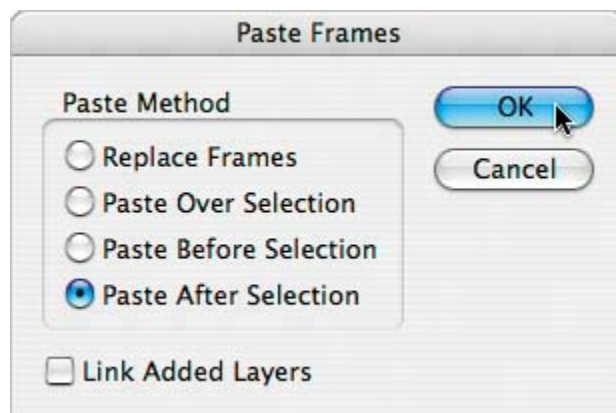 Paste Frames
Paste Method
OK
Replace Frames
Cancel
Paste Over Selection
Paste Before Selection
Paste After Selection
Link Added Layers